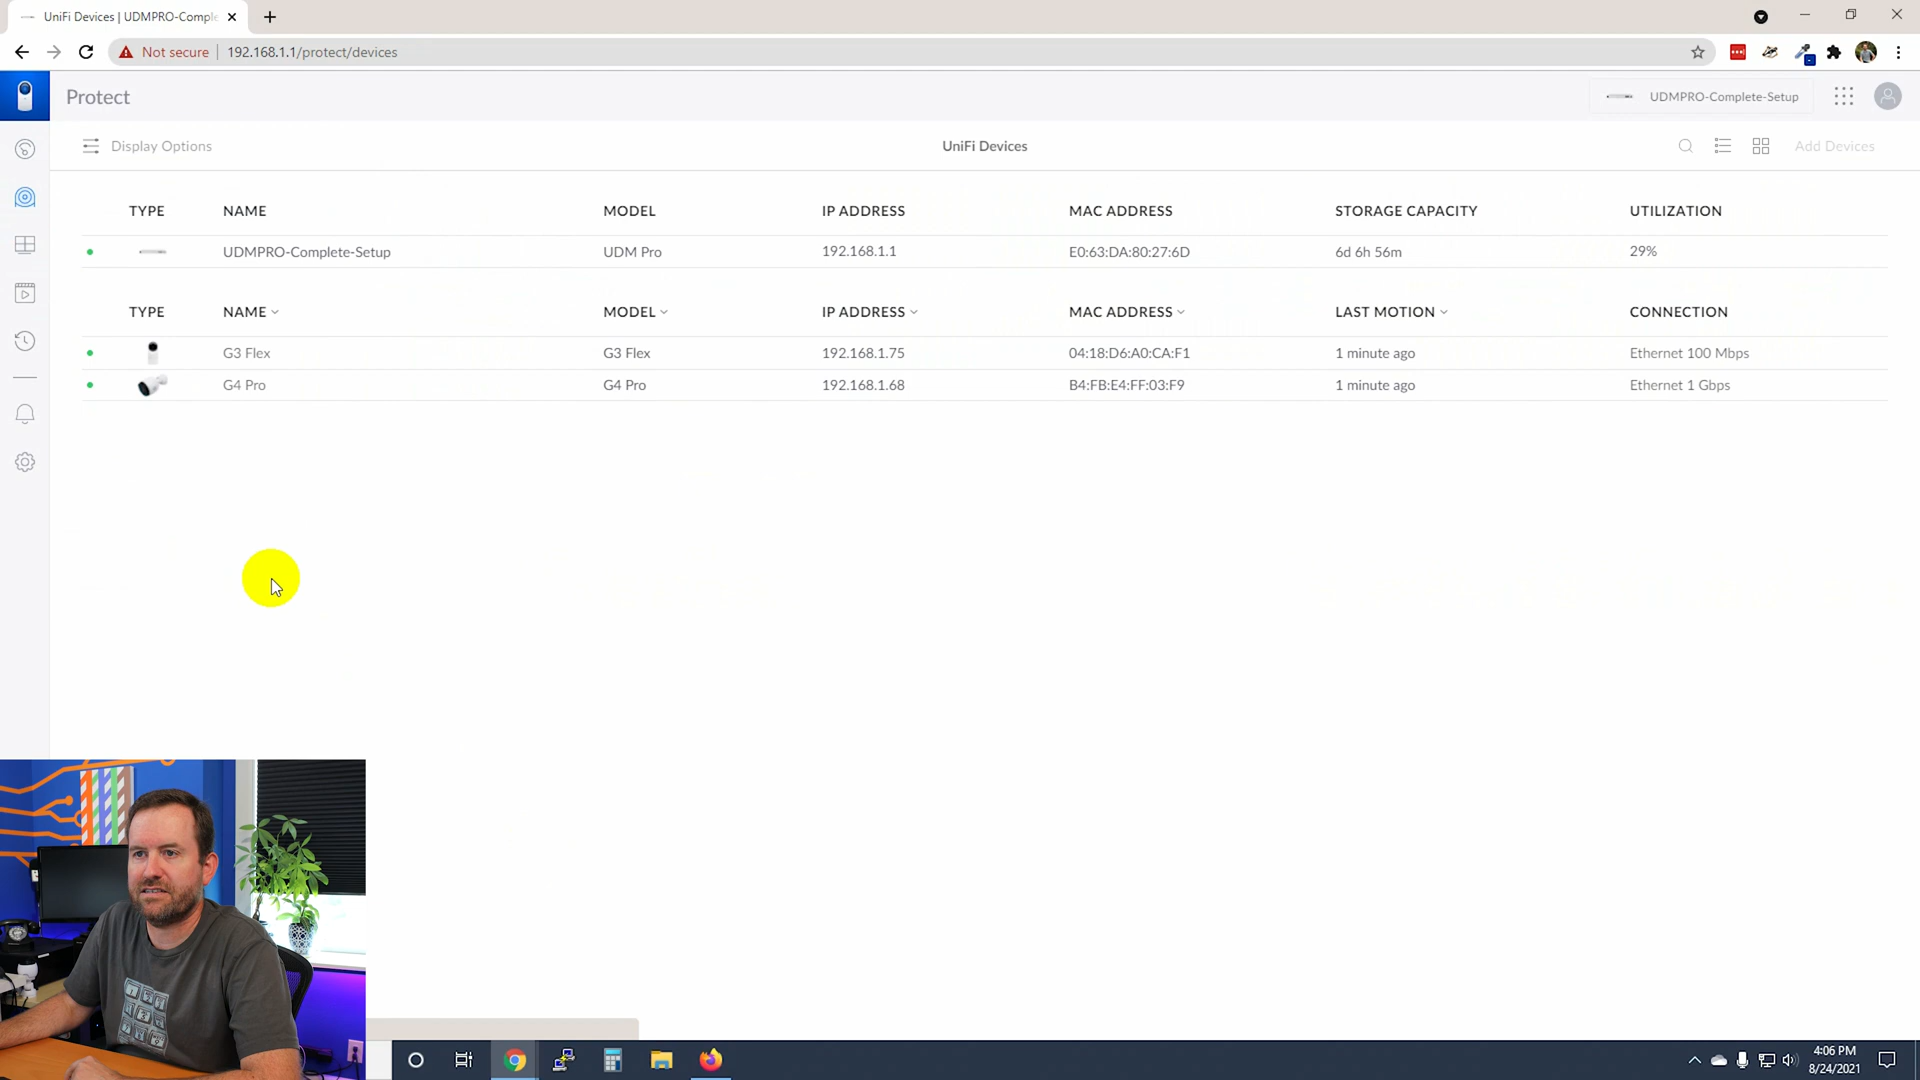 UniFi Devices | UDMPRO-Comple
Not secure
192.168.1.1/protect/devices
Protect
UDMPRO-Complete-Setup
Display Options
UniFi Devices
Add Devices
TYPE NAME MODEL IP ADDRESS MAC ADDRESS STORAGE CAPACITY UTILIZATION
UDMPRO-Complete-Setup UDM Pro 192.168.1.1 E0:63:DA:80:27:6D 6d 6h 56m 29%
TYPE NAME MODEL IP ADDRESS MAC ADDRESS LAST MOTION CONNECTION
G3 Flex G3 Flex 192.168.1.75 04:18:D6:A0:CA:F1 1 minute ago Ethernet 100 Mbps
G4 Pro G4 Pro 192.168.1.68 B4:FB:E4:FF:03:F9 1 minute ago Ethernet 1 Gbps
4:06 PM
8/24/2021